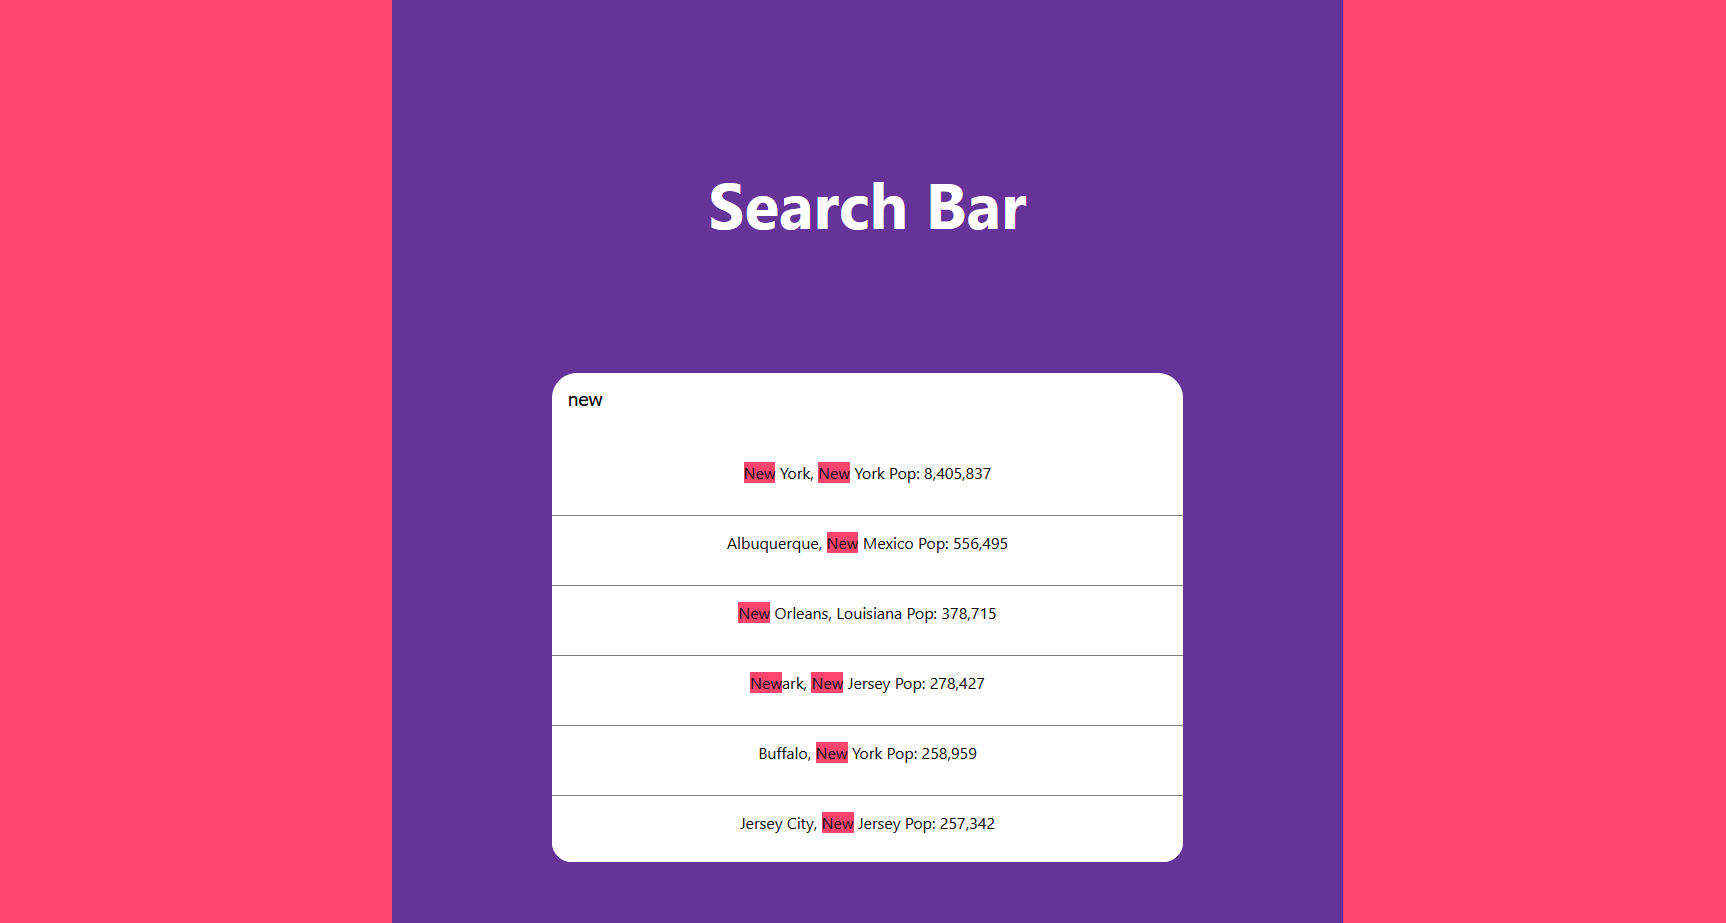 Search Bar
new
New York, New York Pop: 8,405,837
Albuquerque, New Mexico Pop: 556,495
New Orleans, Louisiana Pop: 378,715
Newark, New Jersey Pop: 278,427
Buffalo, New York Pop: 258,959
Jersey City, New Jersey Pop: 257,342